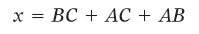 x = BC + AC + AB